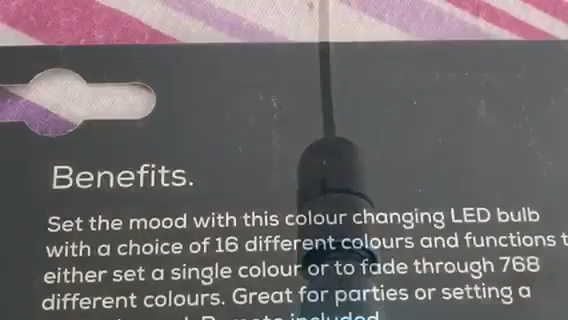 Benefits.
Set the mood with this colour changing LED bulb
with a choice of 16 different colours and functions
either set a single colour or to fade through 768
different colours. Great for parties or setting a
included